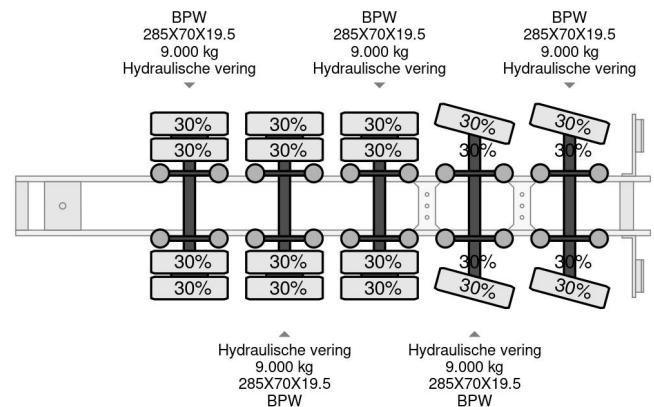 BPW
285X70X19.5
9.000 kg
Hydraulische vering
BPW
285X70X19.5
9.000 kg
Hydraulische vering
BPW
285X70X19.5
9.000 kg
Hydraulische vering
30% 30% 30% 30% 30%
30% 30% 30% 30% 30%
30% 30% 30% 30% 30%
30% 30% 30% 30% 30%
Hydraulische vering
9.000 kg
285X70X19.5
BPW
Hydraulische vering
9.000 kg
285X70X19.5
BPW